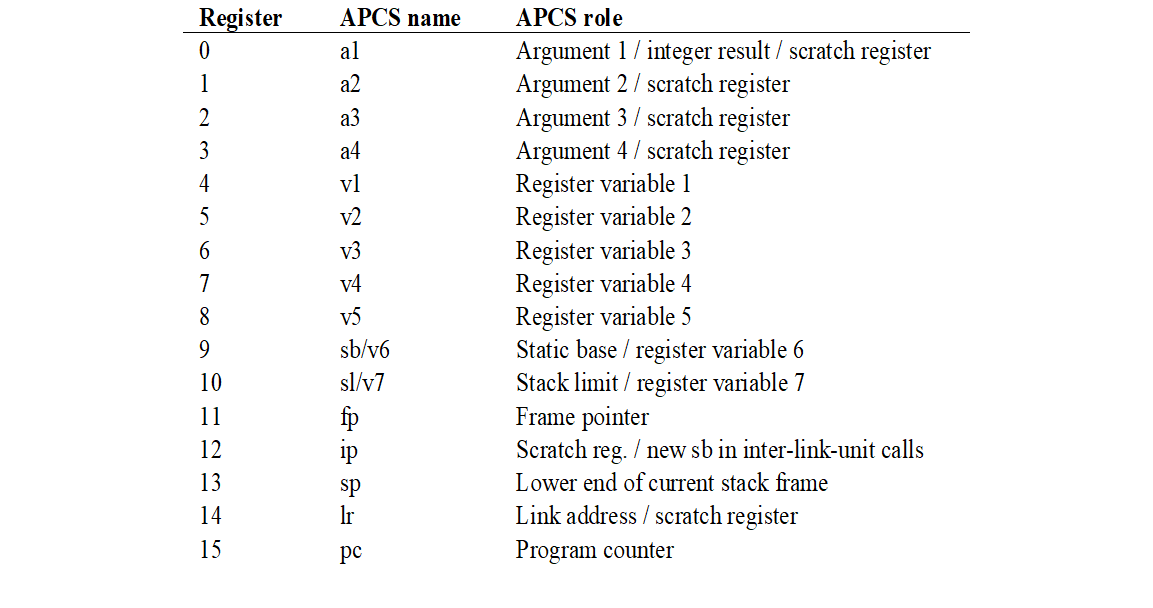 Register APCS name APCS role
0 a1 Argument 1 / integer result / scratch register
1 a2 Argument 2 / scratch register
2 a3 Argument 3 / scratch register
3 a4 Argument 4 / scratch register
4 v1 Register variable 1
5 v2 Register variable 2
6 v3 Register variable 3
7 v4 Register variable 4
8 v5 Register variable 5
9 sb/v6 Static base / register variable 6
10 sl/v7 Stack limit / register variable 7
11 fp Frame pointer
12 ip Scratch reg. / new sb in inter-link-unit calls
13 sp Lower end of current stack frame
14 lr Link address / scratch register
15 pc Program counter